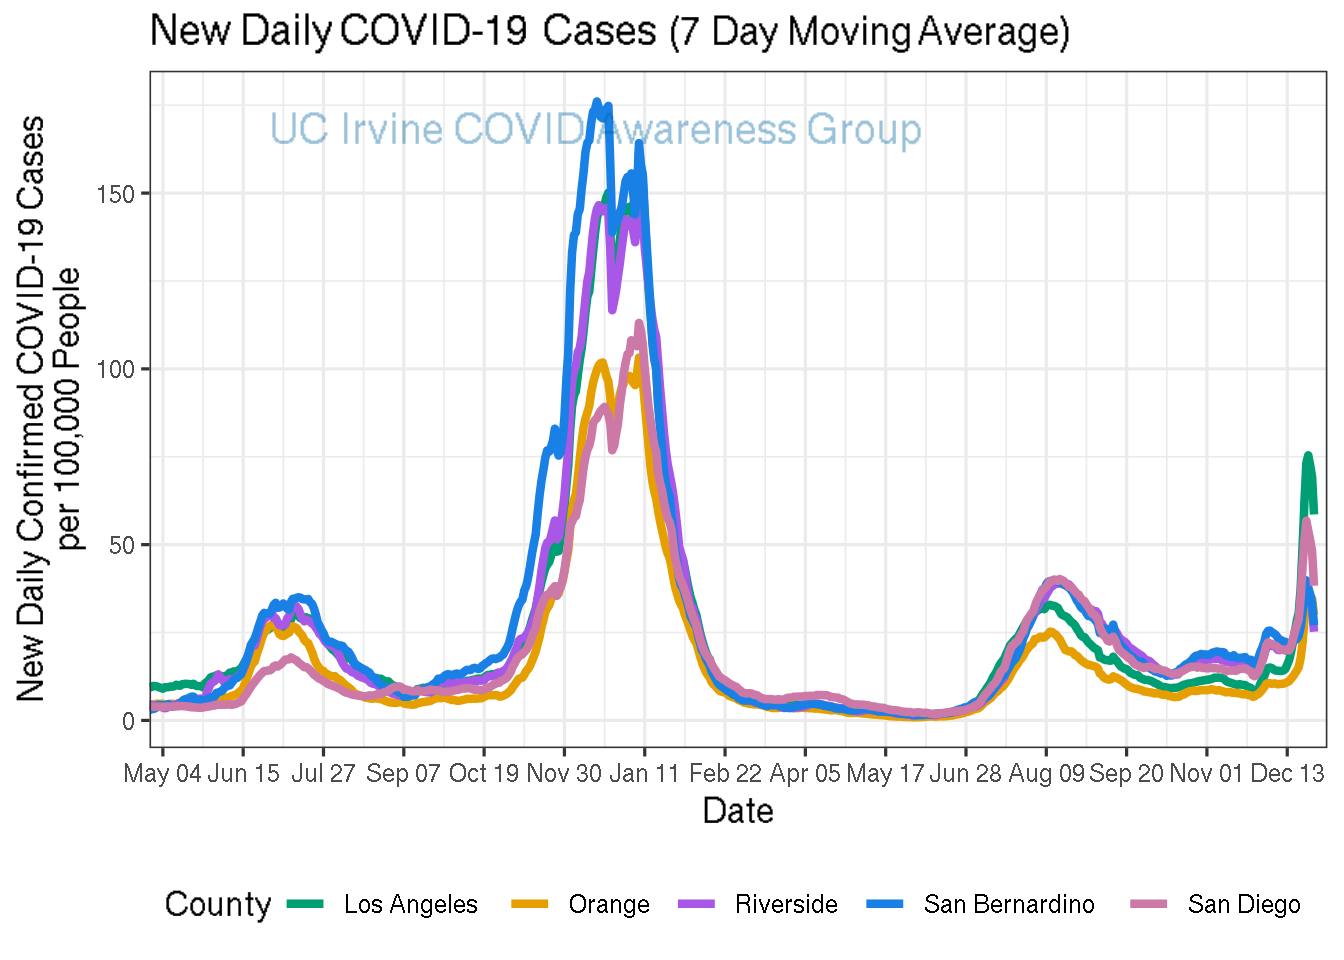 New Daily COVID-19 Cases (7 Day Moving Average)
UC Irvine COVID Awareness Group
New Daily Confirmed COVID-19 Cases
per 100,000 People
150
100
50
0
May 04 Jun 15 Jul 27 Sep 07 Oct 19 Nov 30 Jan 11 Feb 22 Apr 05 May 17 Jun 28 Aug 09 Sep 20 Nov 01 Dec 13
Date
County Los Angeles Orange Riverside San Bernardino San Diego